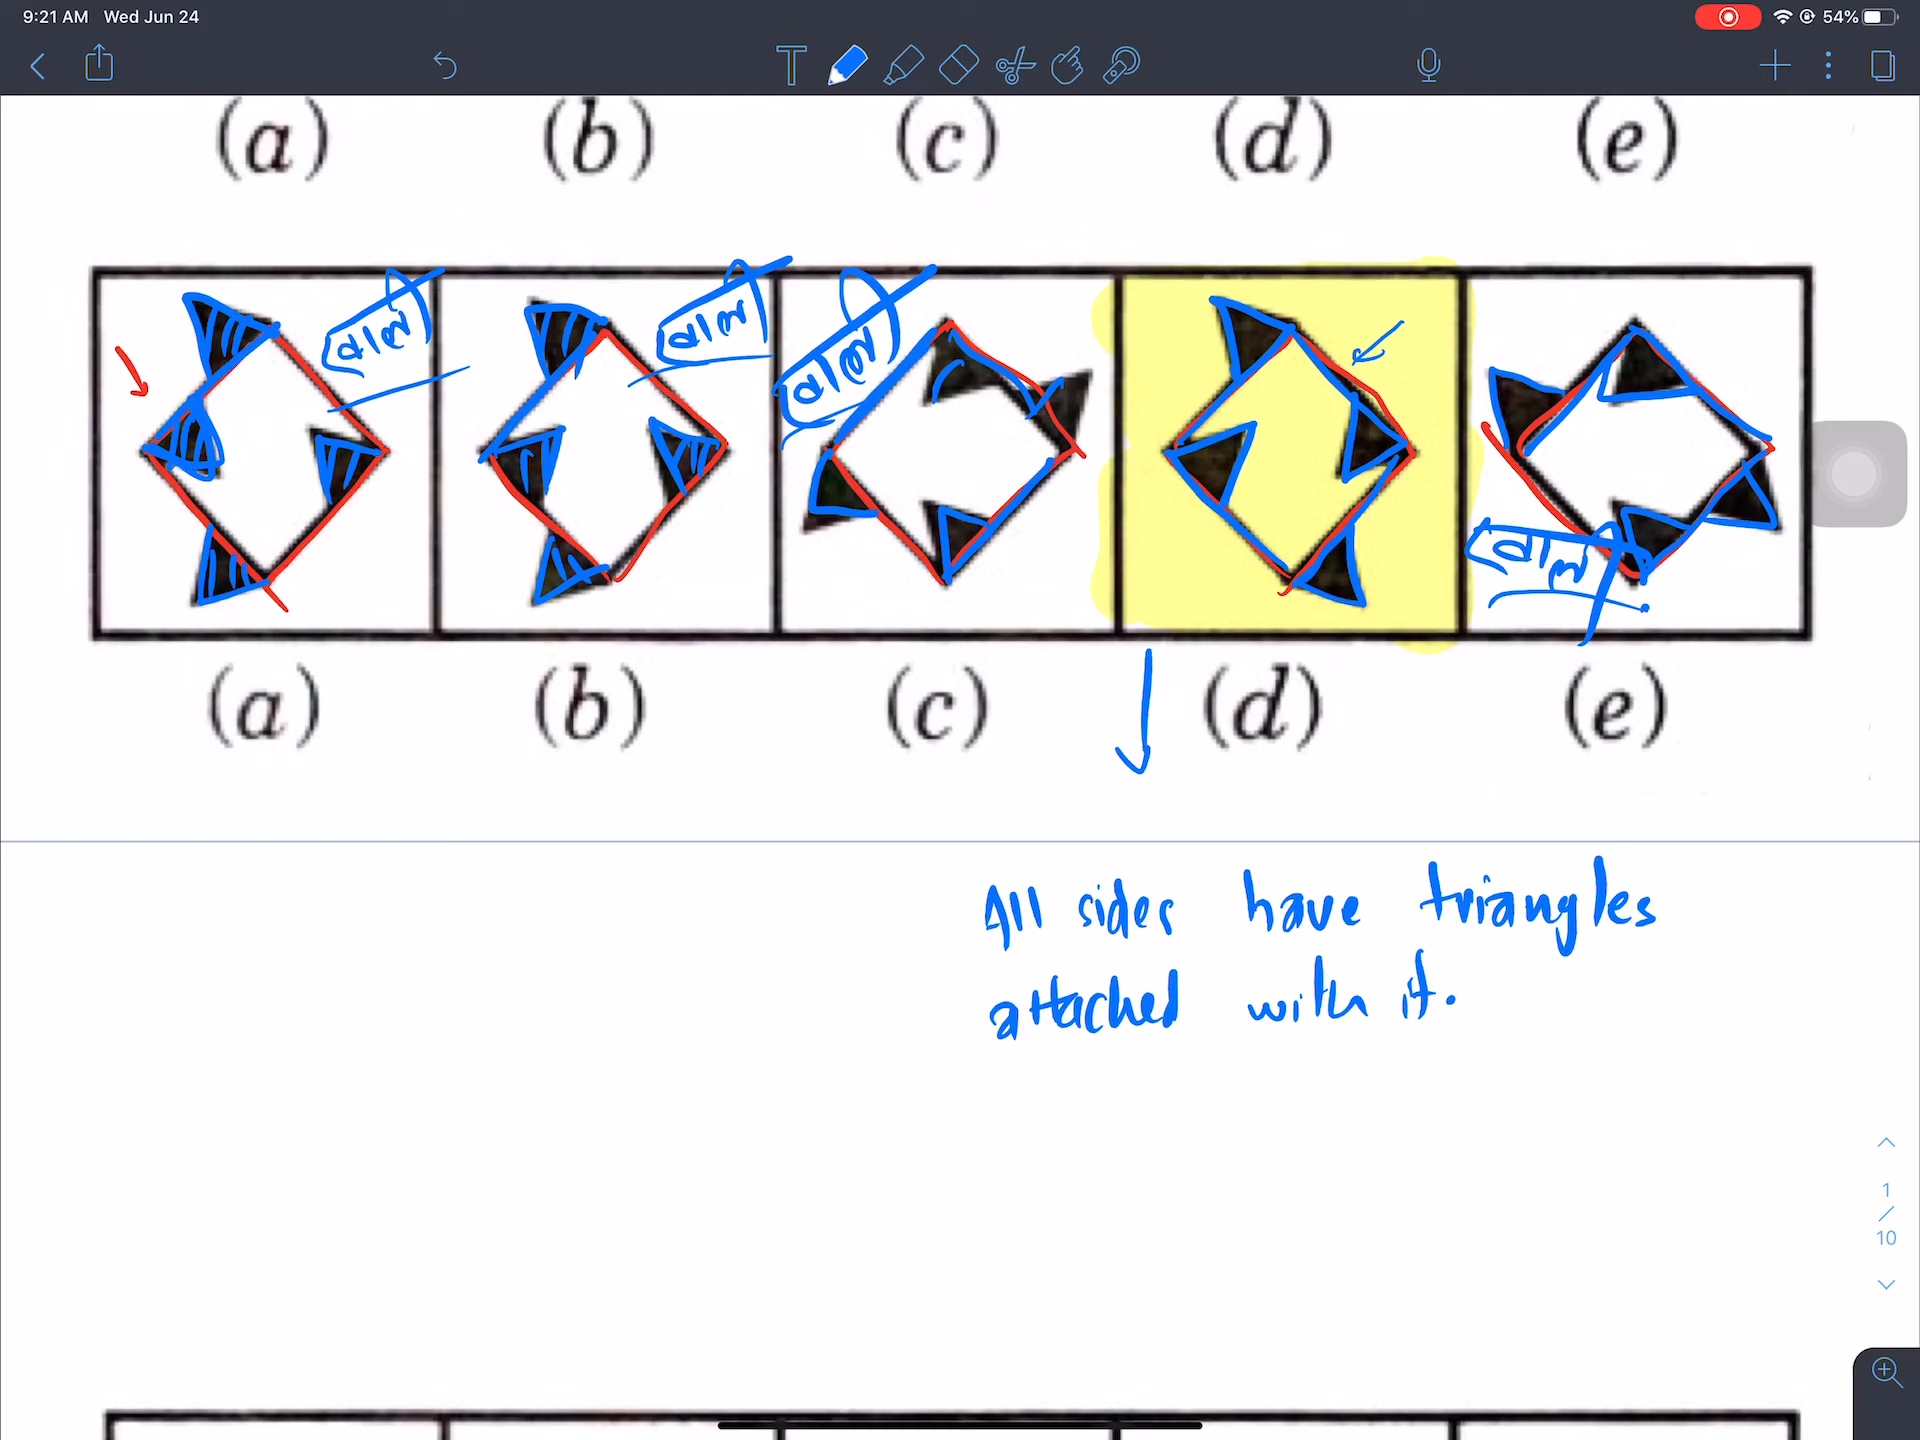 9:21 AM Wed Jun 24
54%
(a) (b) (c) (d) (e)
(a) (b) (c) (d) (e)
All sides have triangles
attached with it.
1
/
10